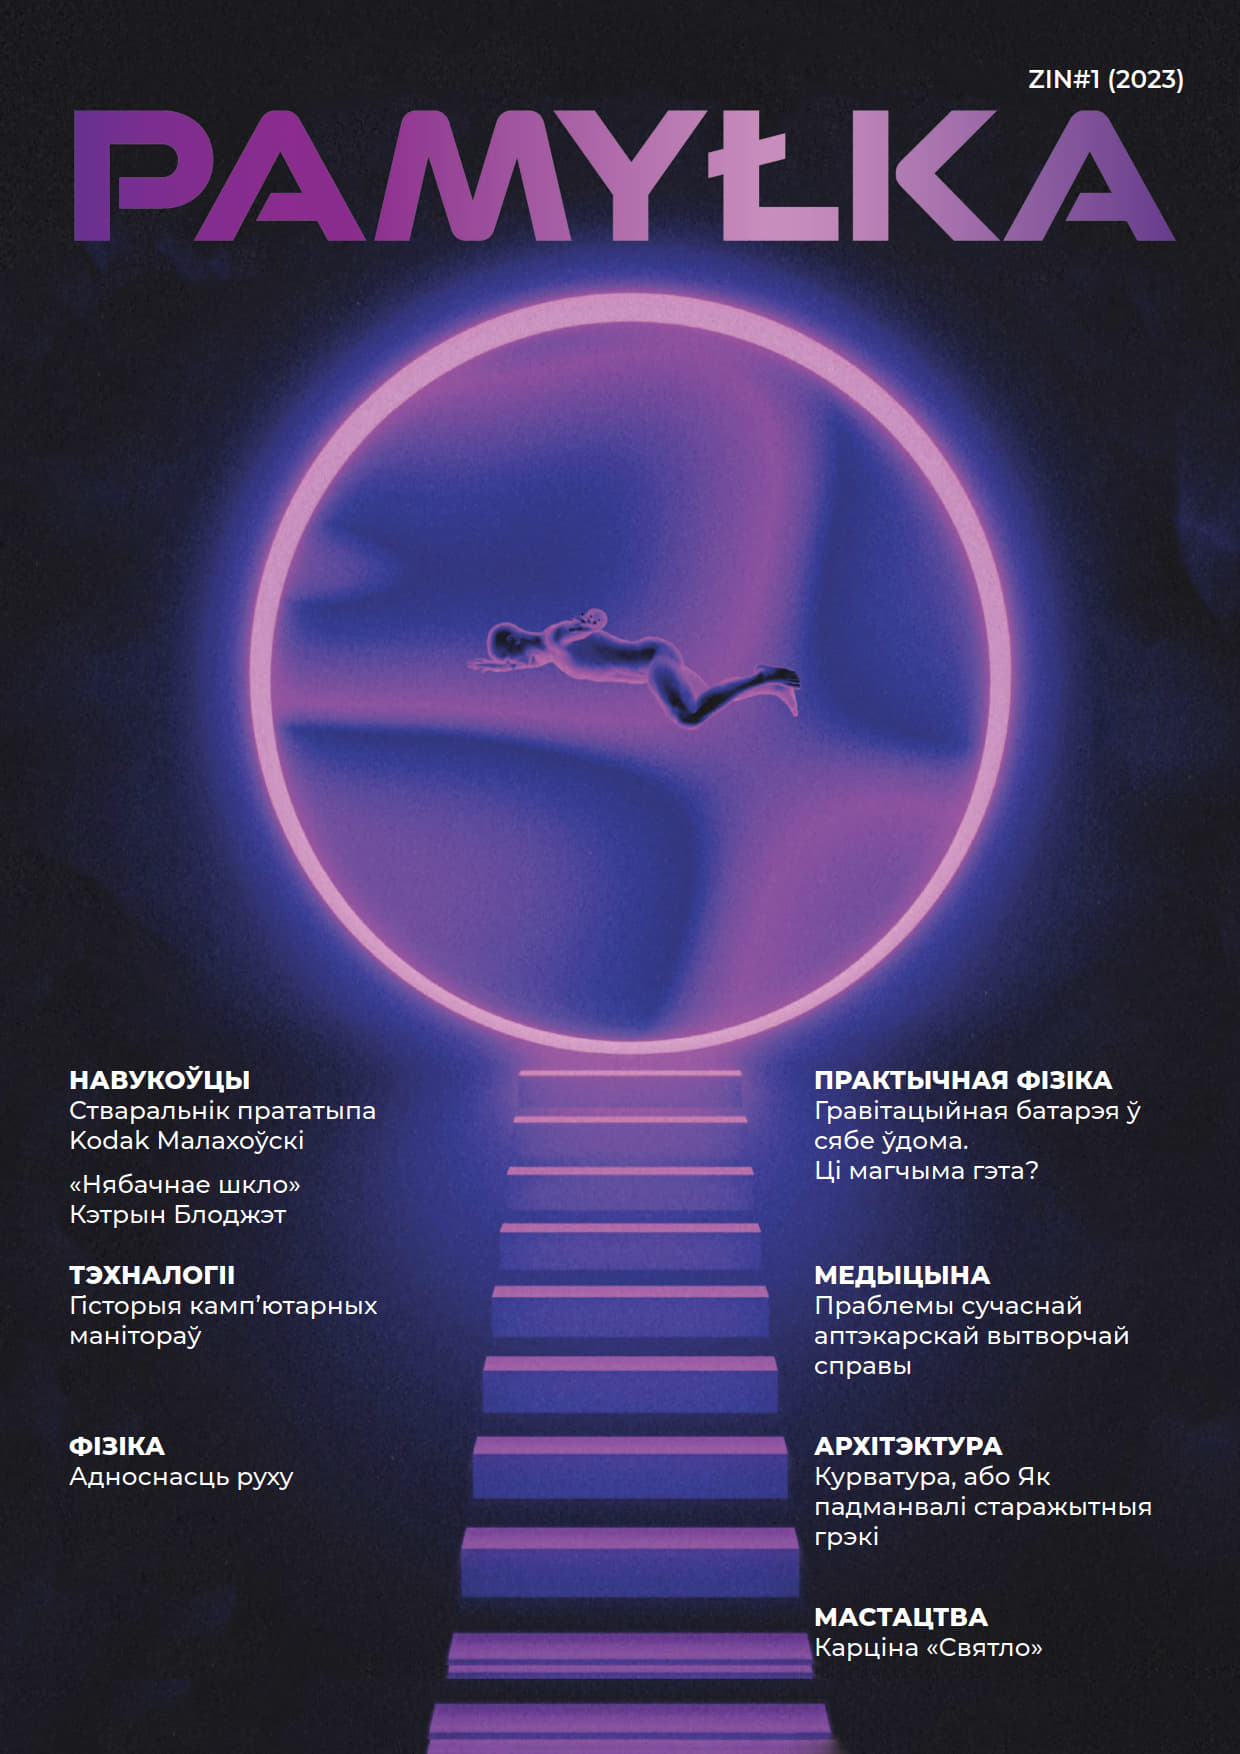 ZIN#1 (2023)
PAMYŁKA
НАВУКОЎЦЫ
Стваральнік прататыпа
Kodak Малахоўскі
«Нябачнае шкло»
Кэтрын Блоджэт
ТЭХНАЛОГІІ
Гісторыя камп’ютарных
манітораў
ФІЗІКА
Адноснасць руху
ПРАКТЫЧНАЯ ФІЗІКА
Гравітацыйная батарэя ў
сябе ўдома.
Ці магчыма гэта?
МЕДЫЦЫНА
Праблемы сучаснай
аптэкарскай вытворчай
справы
АРХІТЭКТУРА
Курватура, або Як
падманвалі старажытныя
грэкі
МАСТАЦТВА
Карціна «Святло»